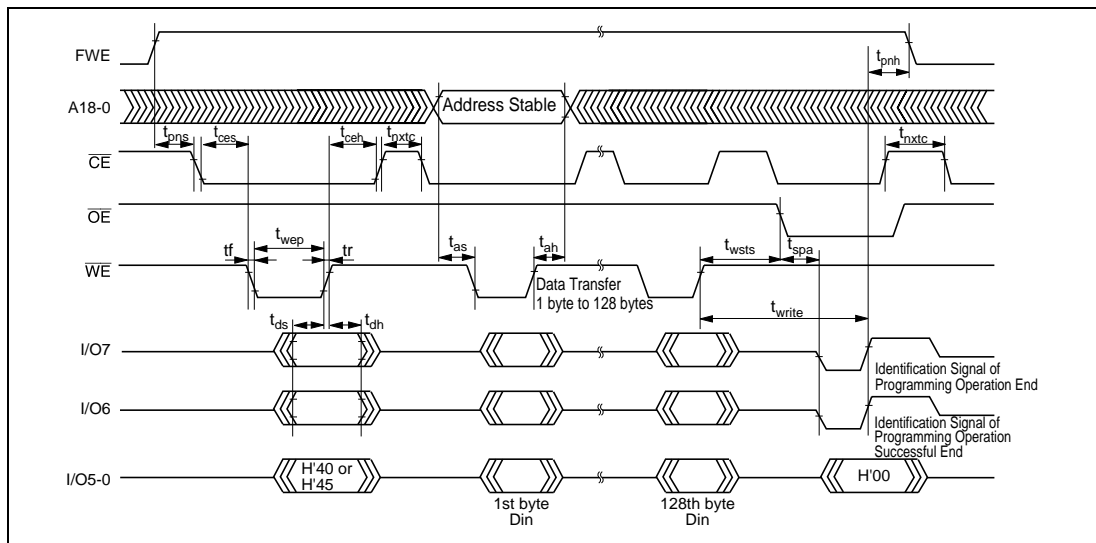 FWE
t_pnh
A18-0
Address Stable
t_pns
t_ces
t_ceh
t_nxtc
t_nxtc
CE
OE
t_wep
tf
tr
t_as
t_ah
t_wsts
t_spa
WE
Data Transfer
1 byte to 128 bytes
t_write
t_ds
t_dh
I/O7
Identification Signal of
Programming Operation End
I/O6
Identification Signal of
Programming Operation
Successful End
I/O5-0
H'40 or
H'45
H'00
1st byte
Din
128th byte
Din